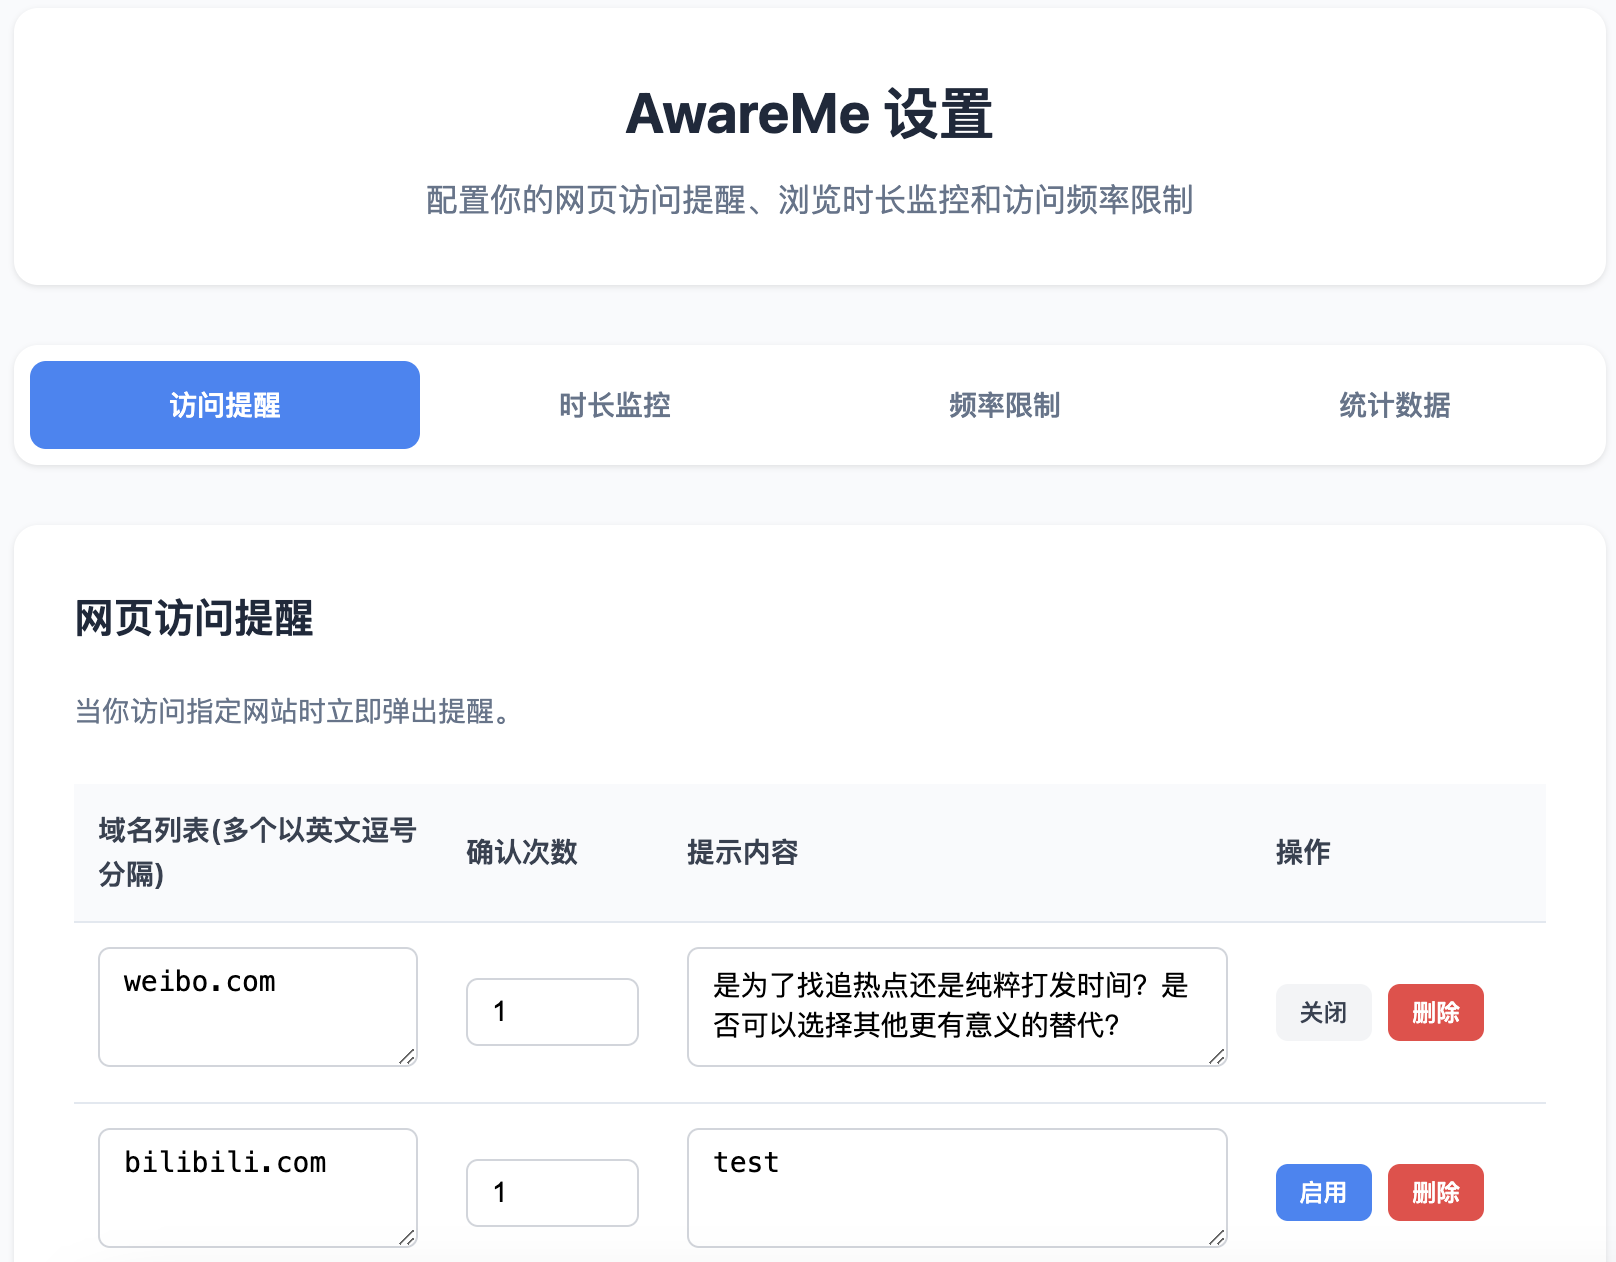 AwareMe 设置
配置你的网页访问提醒、浏览时长监控和访问频率限制
访问提醒
时长监控
频率限制
统计数据
网页访问提醒
当你访问指定网站时立即弹出提醒。
域名列表(多个以英文逗号
分隔)
确认次数
提示内容
操作
weibo.com
1
是为了找追热点还是纯粹打发时间？是
否可以选择其他更有意义的替代？
关闭
删除
bilibili.com
1
test
启用
删除